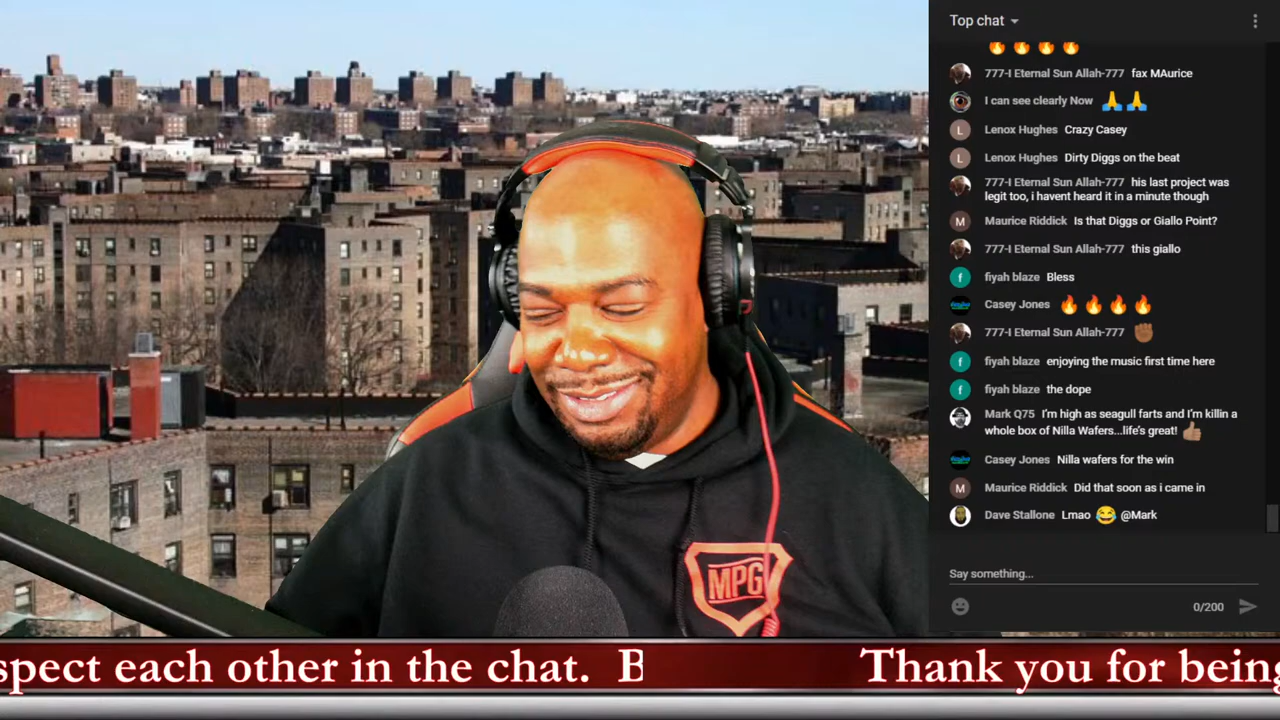 Top chat
777-I Eternal Sun Allah-777 fax MAurice
I can see clearly Now
L Lenox Hughes Crazy Casey
L Lenox Hughes Dirty Diggs on the beat
777-I Eternal Sun Allah-777 his last project was
legit too, i havent heard it in a minute though
M Maurice Riddick Is that Diggs or Giallo Point?
777-I Eternal Sun Allah-777 this giallo
f fiyah blaze Bless
Casey Jones 🔥🔥🔥🔥
777-I Eternal Sun Allah-777
f fiyah blaze enjoying the music first time here
f fiyah blaze the dope
Mark Q75 I'm high as seagull farts and I'm killin a
whole box of Nilla Wafers...life's great!
Casey Jones Nilla wafers for the win
M Maurice Riddick Did that soon as i came in
Dave Stallone Lmao 😂 @Mark
Say something...
0/200
MPG
spect each other in the chat. B
Thank you for being